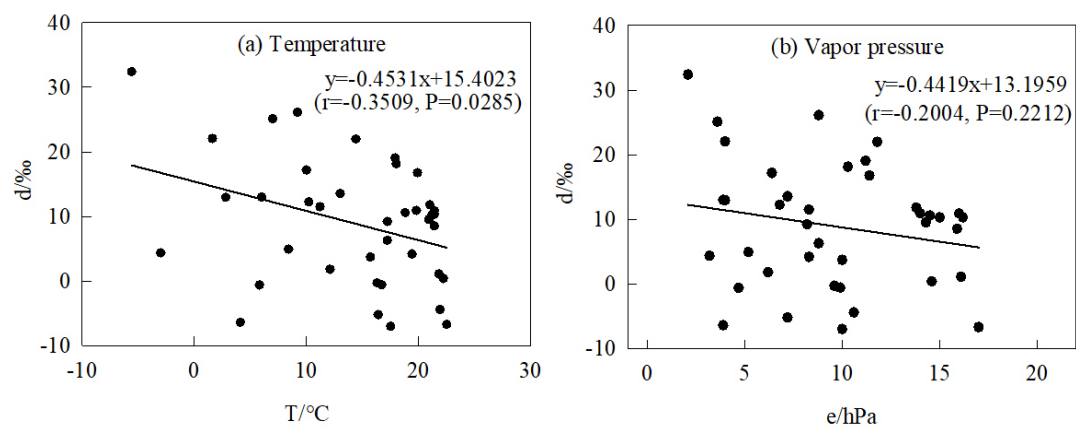 40
30
20
10
0
-10
d/‰
(a) Temperature
y=-0.4531x+15.4023
(r=-0.3509, P=0.0285)
-10 0 10 20 30
T/°C
40
30
20
10
0
-10
d/‰
(b) Vapor pressure
y=-0.4419x+13.1959
(r=-0.2004, P=0.2212)
0 5 10 15 20
e/hPa